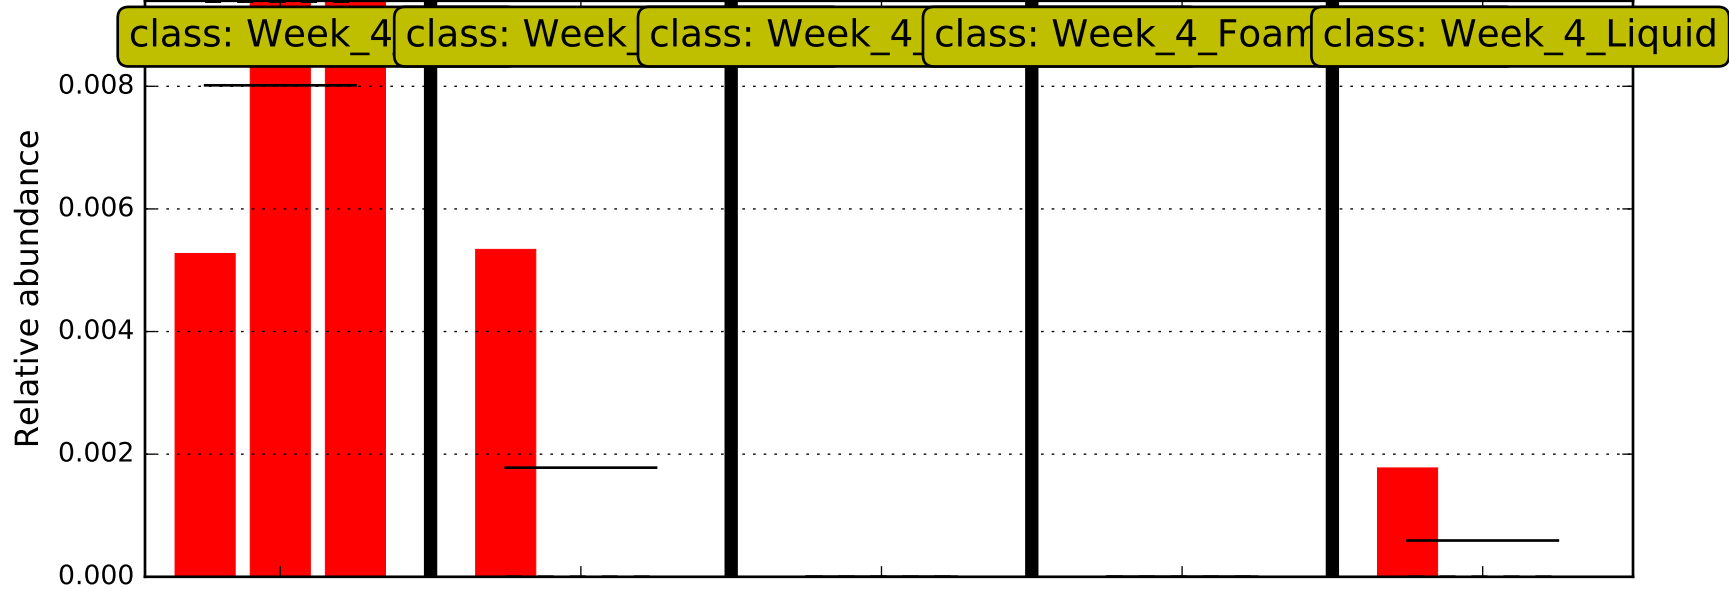 class: Week_4
class: Week_
class: Week_4_
class: Week_4_Foam
class: Week_4_Liquid
Relative abundance
0.008
0.006
0.004
0.002
0.000